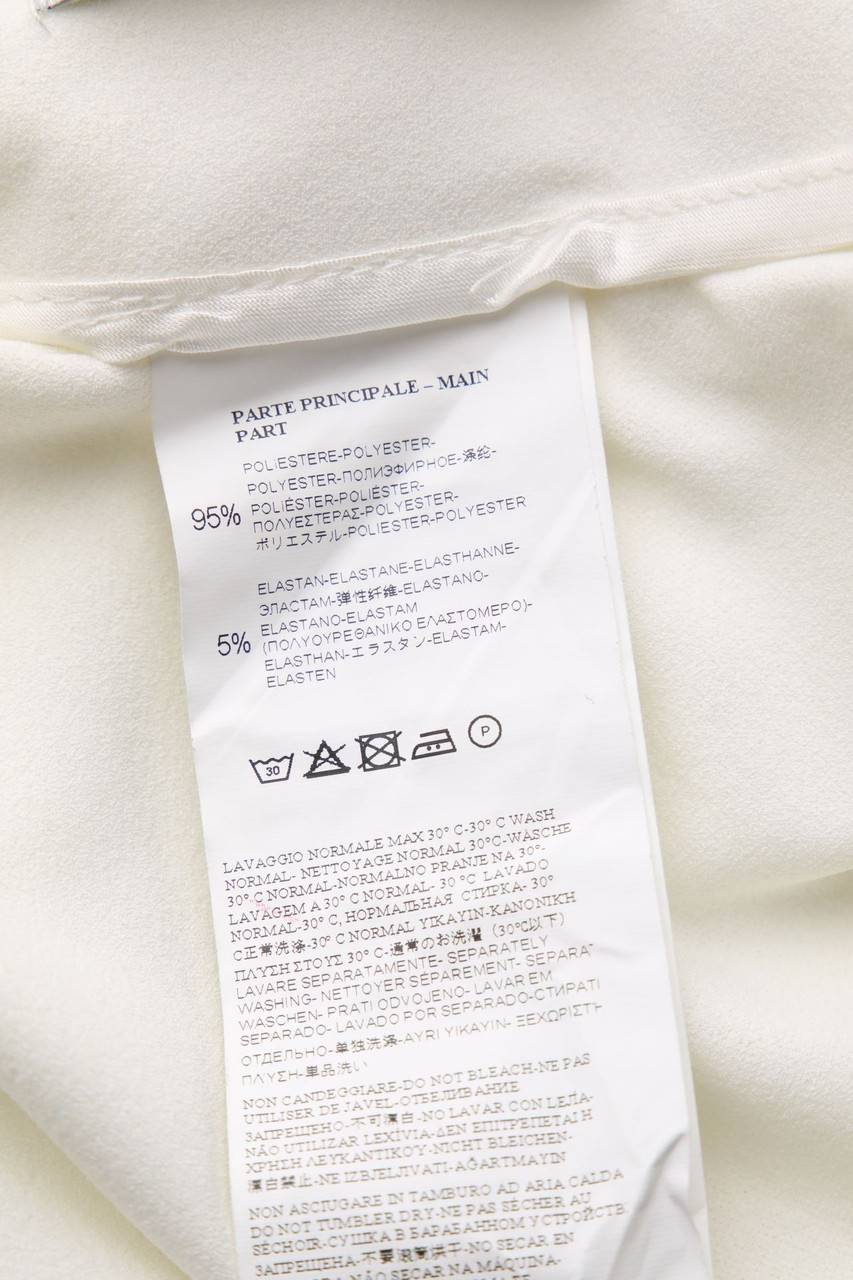 PARTE PRINCIPALE – MAIN
PART
POLIESTERE-POLYESTER-
POLYESTER-ПОЛИЭФИРНОЕ-涤纶-
95% POLIÉSTER-POLIÉSTER-
ΠΟΛΥΕΣΤΕΡΑΣ-POLYESTER-
ポリエステル-POLIESTER-POLYESTER
ELASTAN-ELASTANE-ELASTHANNE-
ЭЛАСТАМ-弹性纤维-ELASTANO-
5% ELASTANO-ELASTAM
(ΠΟΛΥΟΥΡΕΘΑΝΙΚΟ ΕΛΑΣΤΟΜΕΡΟ)-
ELASTHAN-エラスタン-ELASTAM-
ELASTEN
30 P
LAVAGGIO NORMALE MAX 30° C-30° C WASH
NORMAL- NETTOYAGE NORMAL 30°C-WÄSCHE
30° C NORMAL-NORMALNO PRANJE NA 30°-
LAVAGEM A 30° C NORMAL- 30 °C LAVADO
NORMAL-30° C, НОРМАЛЬНАЯ СТИРКА- 30°
C正常洗涤-30° C NORMAL YIKAYIN-KANONIKH
ΠΛΥΣΗ ΣΤΟΥΣ 30° C-通常のお洗濯（30°C以下）
LAVARE SEPARATAMENTE- SEPARATELY
WASHING- NETTOYER SÉPAREMENT- SEPARAT
WASCHEN- PRATI ODVOJENO- LAVAR EM
SEPARADO- LAVADO POR SEPARADO-СТИРАТЬ
ОТДЕЛЬНО-单独洗涤-AYRI YIKAYIN- ΞΕΧΩΡΙΣΤΗ
ΠΛΥΣΗ-単品洗い
NON CANDEGGIARE-DO NOT BLEACH-NE PAS
UTILISER DE JAVEL-ОТБЕЛИВАНИЕ
ЗАПРЕЩЕНО-不可漂白-NO LAVAR CON LEJÍA-
NÃO UTILIZAR LEXÍVIA-ΔΕΝ ΕΠΙΤΡΕΠΕΤΑΙ Η
ΧΡΗΣΗ ΛΕΥΚΑΝΤΙΚΟΥ-NICHT BLEICHEN-
漂白禁止-NE IZBJELJIVATI-AĞARTMAYIN
NON ASCIUGARE IN TAMBURO AD ARIA CALDA
DO NOT TUMBLER DRY-NE PAS SÉCHER AU
SÉCHOIR-СУШКА В БАРАБАННОМ УСТРОЙСТВЕ
ЗАПРЕЩЕНА-不要滚筒烘干-NO SECAR EN
MÁQUINA-